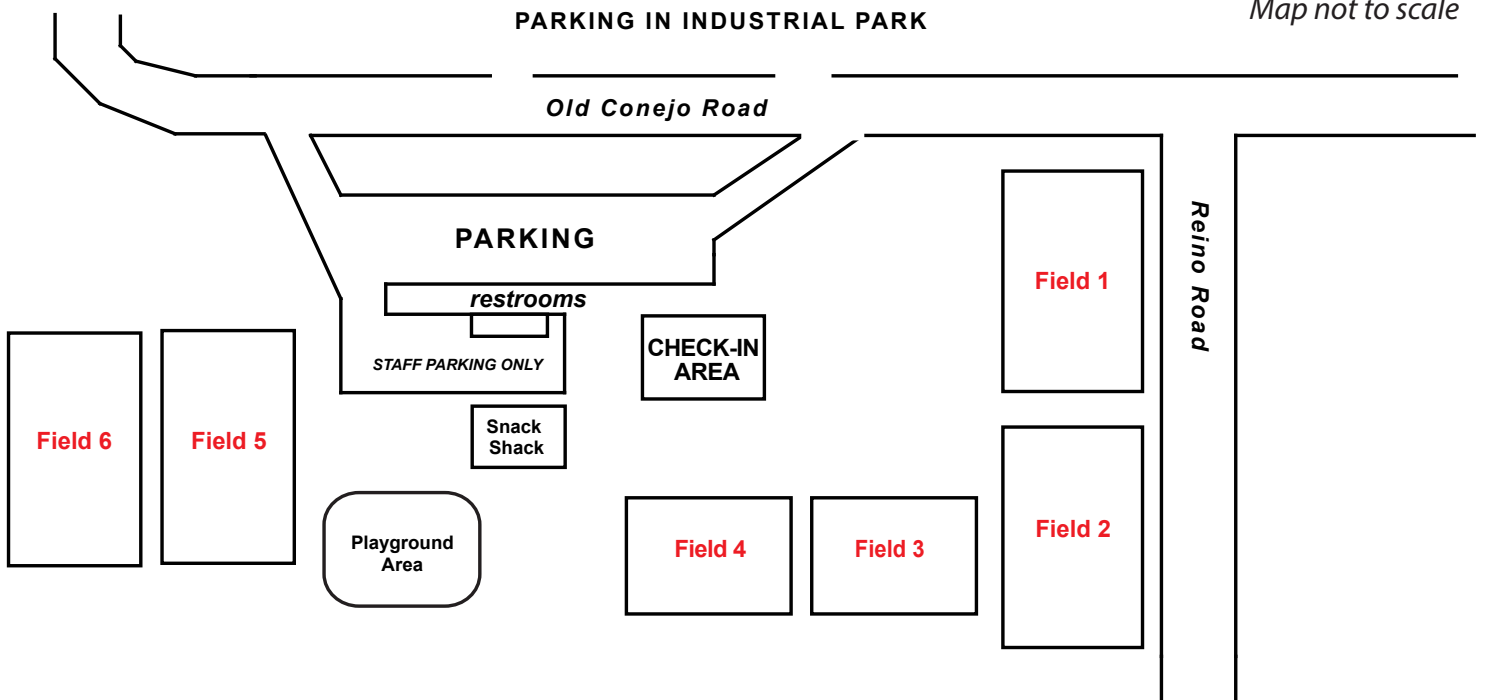 PARKING IN INDUSTRIAL PARK
Map not to scale
Old Conejo Road
PARKING
Reino Road
Field 1
restrooms
CHECK-IN
AREA
STAFF PARKING ONLY
Snack
Shack
Field 6
Field 5
Field 2
Playground
Area
Field 4
Field 3